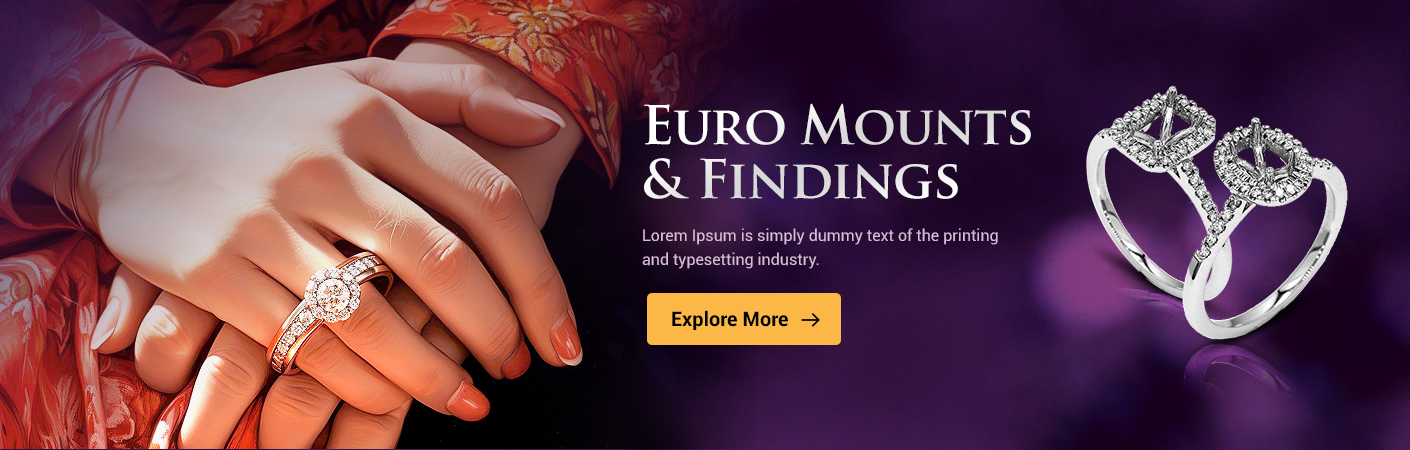 Euro Mounts
& Findings
Lorem Ipsum is simply dummy text of the printing
and typesetting industry.
Explore More →